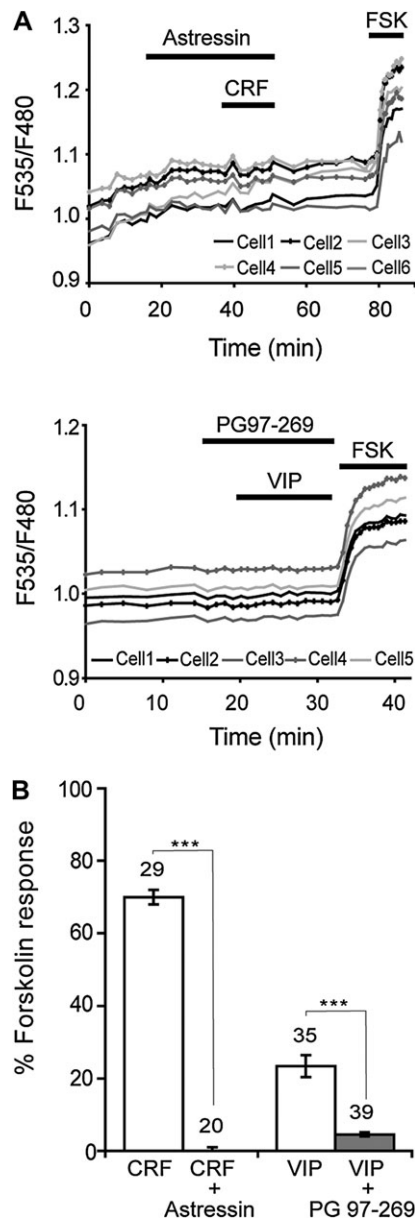 A
1.3
1.2
1.1
1.0
0.9
F535/F480
Astressin
CRF
FSK
Cell1 Cell2 Cell3
Cell4 Cell5 Cell6
0 20 40 60 80
Time (min)
1.2
1.1
1.0
0.9
F535/F480
PG97-269
VIP
FSK
Cell1 Cell2 Cell3 Cell4 Cell5
0 10 20 30 40
Time (min)
B
100
80
60
40
20
0
% Forskolin response
***
29
20
***
35
39
CRF CRF VIP VIP
+ +
Astressin PG 97-269